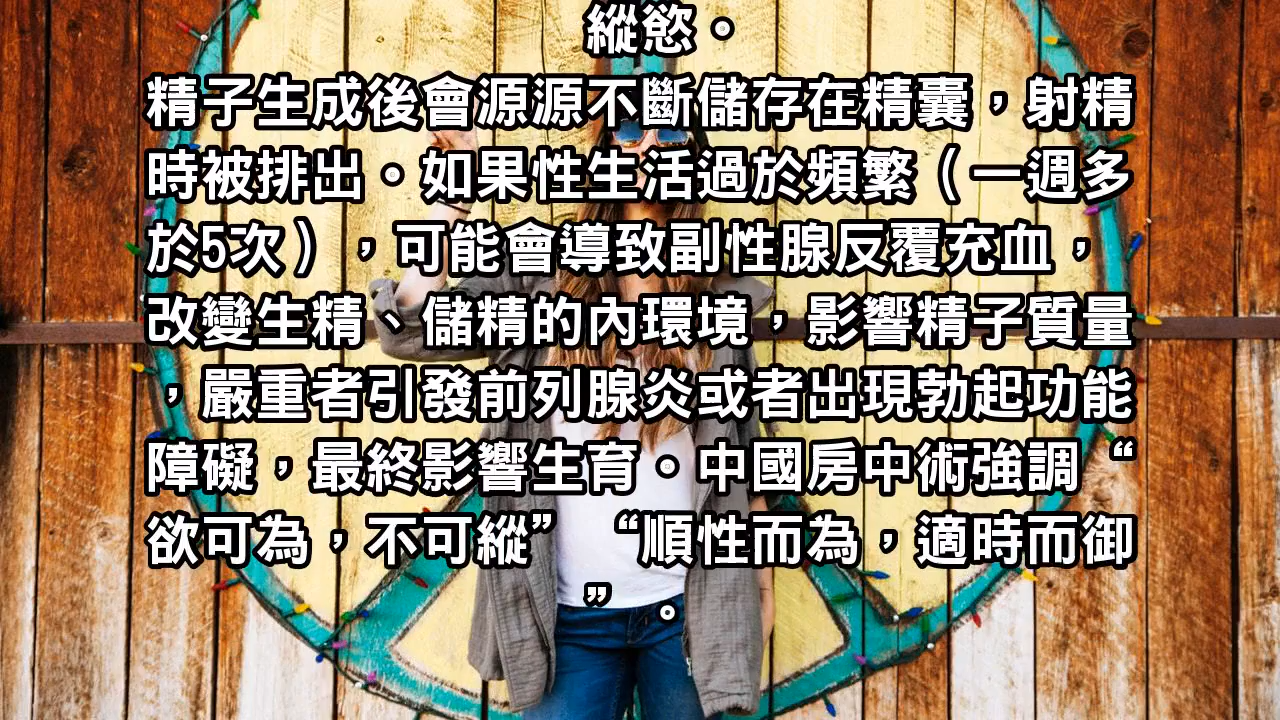 縱慾。
精子生成後會源源不斷儲存在精囊，射精
時被排出。如果性生活過於頻繁（一週多
於5次），可能會導致副性腺反覆充血，
改變生精、儲精的內環境，影響精子質量
，嚴重者引發前列腺炎或者出現勃起功能
障礙，最終影響生育。中國房中術強調“
欲可為，不可縱”“順性而為，適時而御
”。